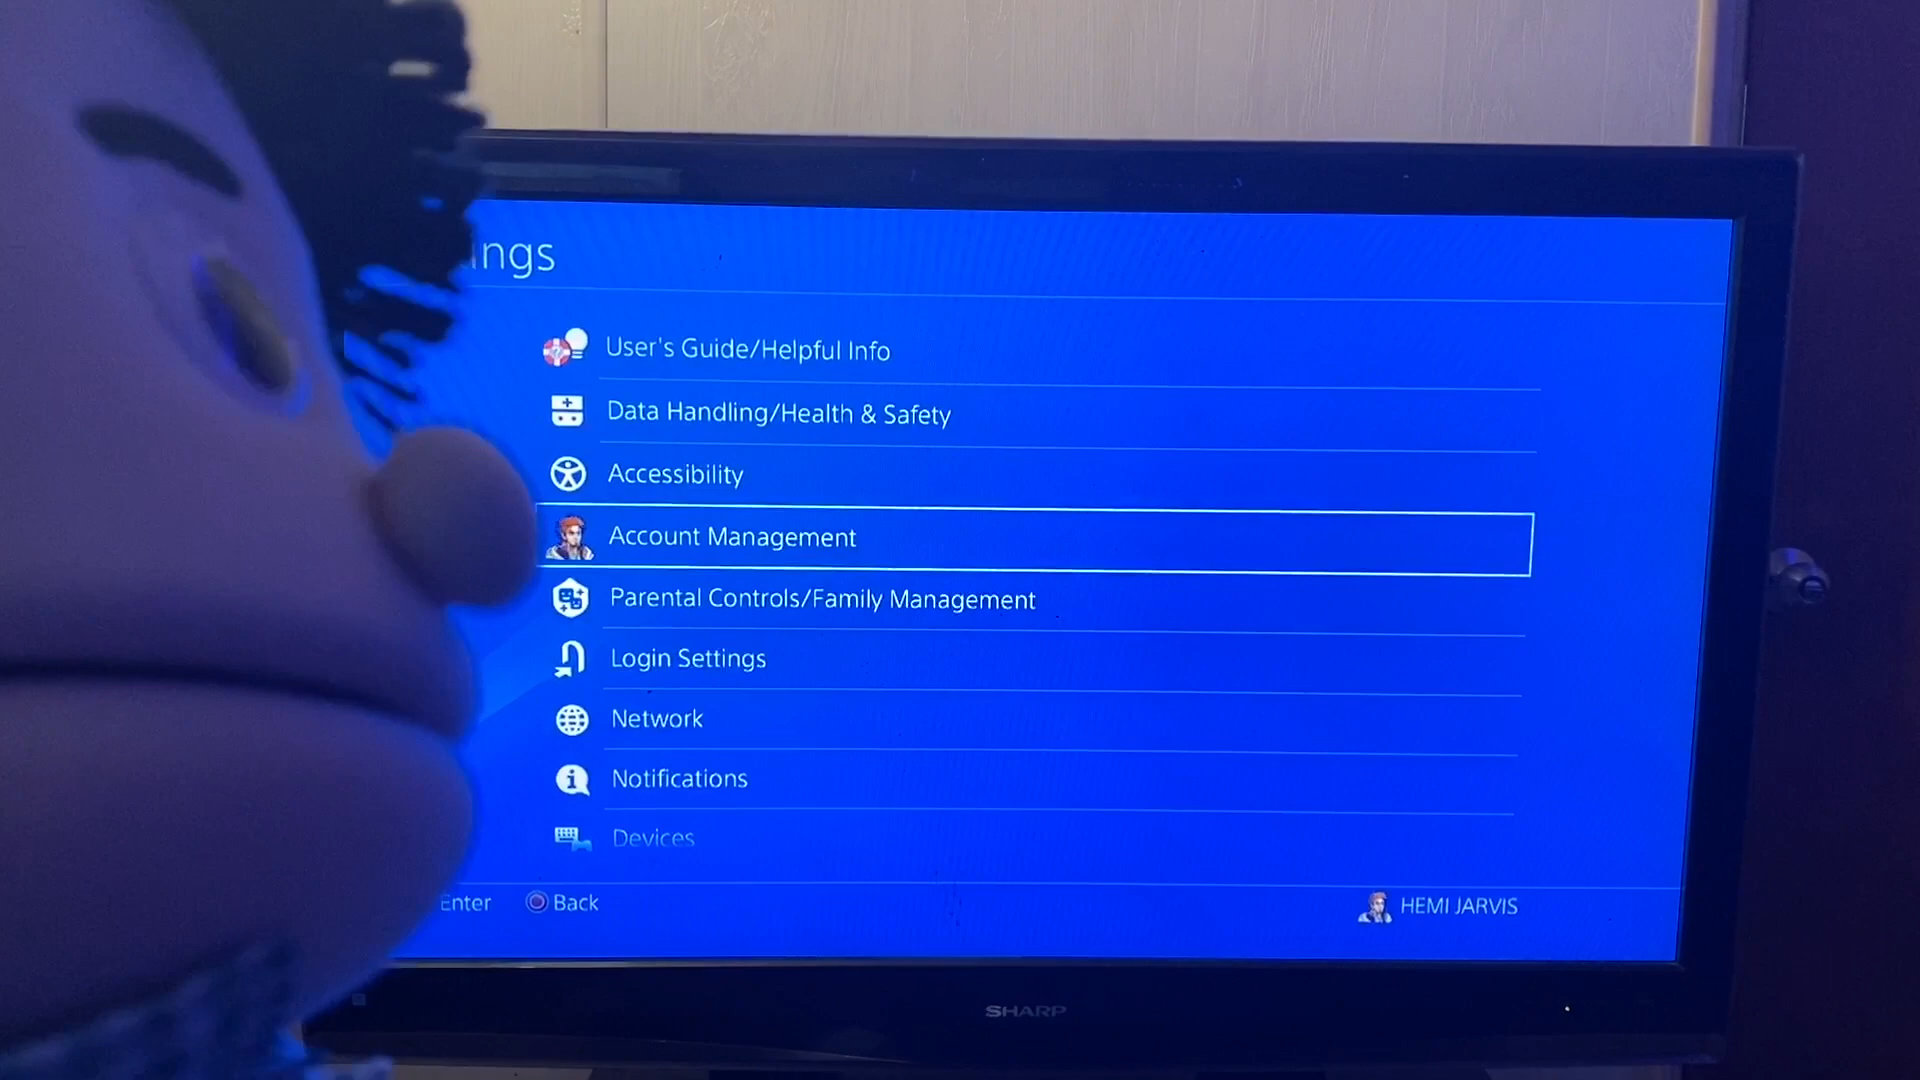 ings
User's Guide/Helpful Info
Data Handling/Health & Safety
Accessibility
Account Management
Parental Controls/Family Management
Login Settings
Network
Notifications
Devices
Enter Back HEMI JARVIS
SHARP